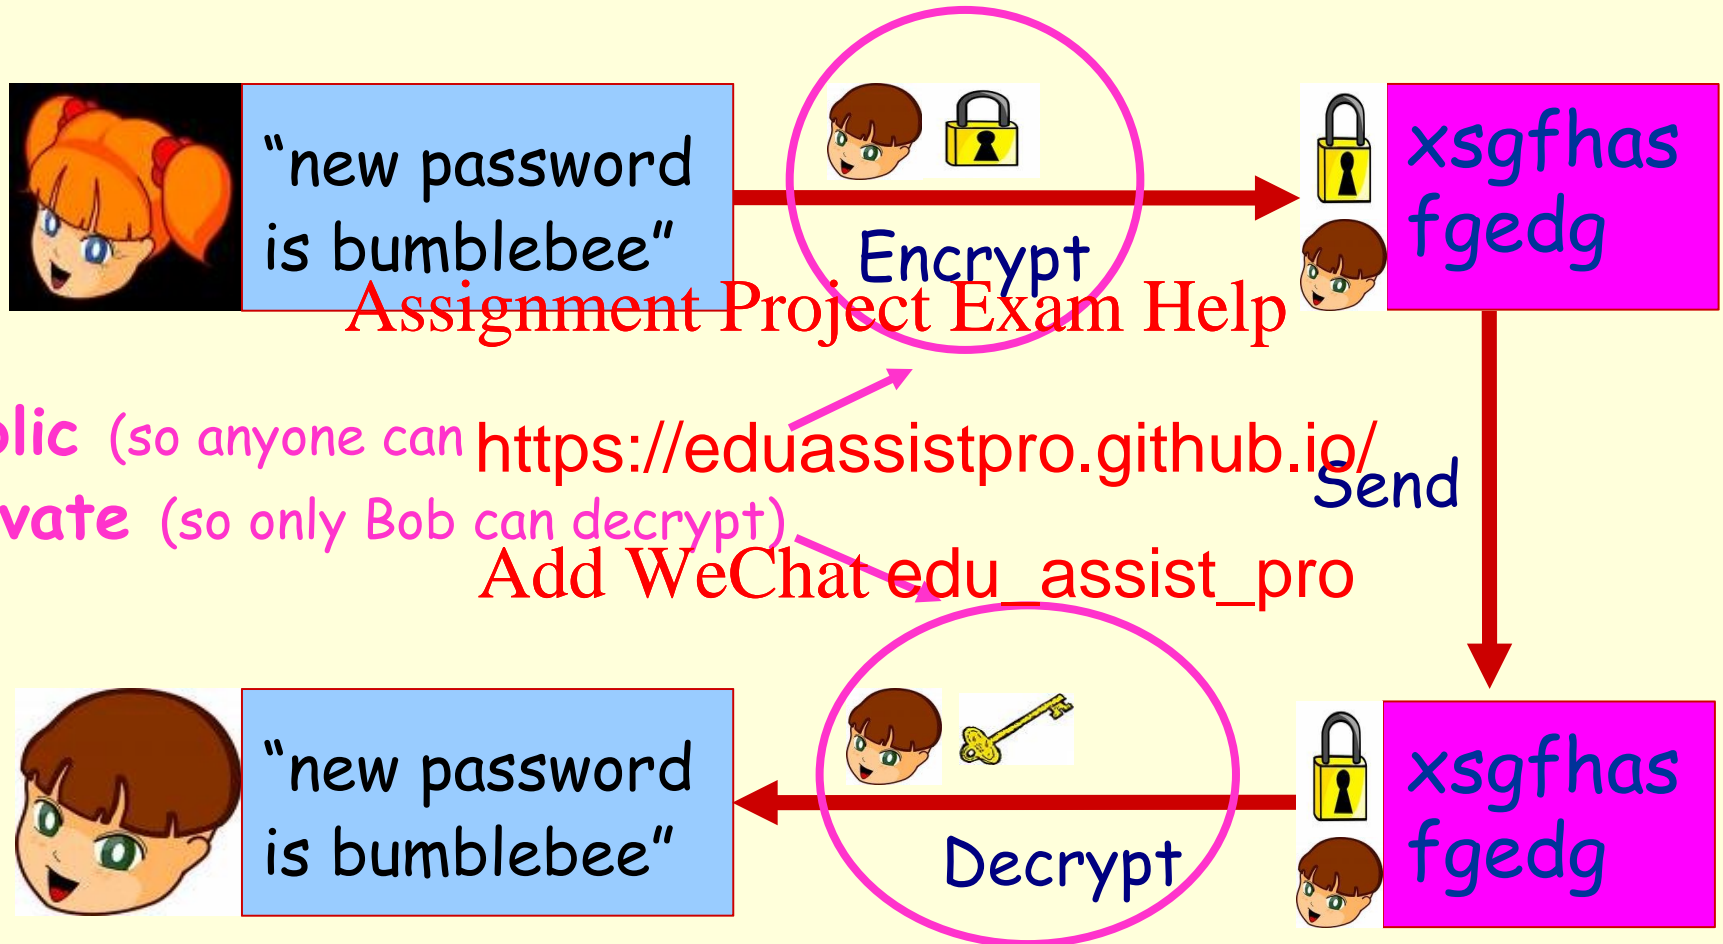 “new password
is bumblebee”
Encrypt
xsgfhas
fgedg
Assignment Project Exam Help
blic (so anyone can
https://eduassistpro.github.io/
Send
vate (so only Bob can decrypt)
Add WeChat edu_assist_pro
“new password
is bumblebee”
Decrypt
xsgfhas
fgedg